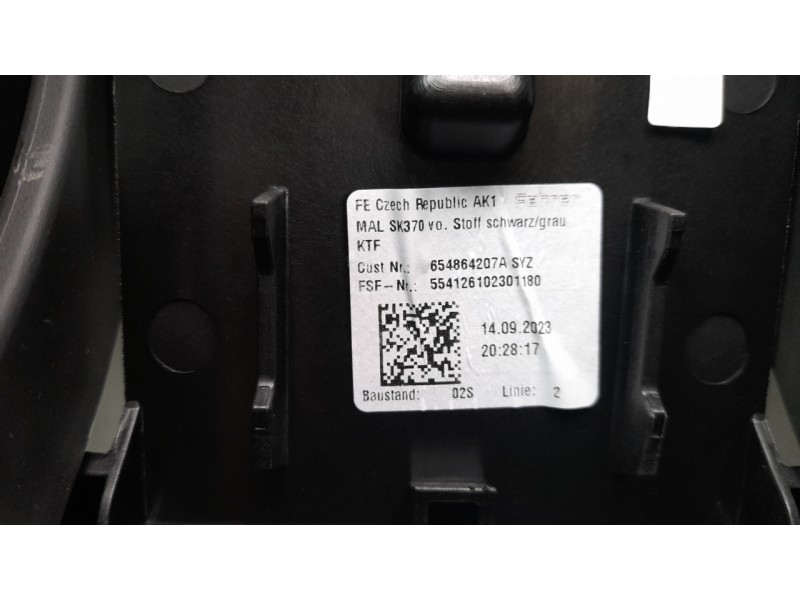 FE Czech Republic AK1 Fehrer
MAL SK370 vo. Stoff schwarz/grau
KTF
Cust Nr.: 654864207A SYZ
FSF-Nr.: 554126102301180
14.09.2023
20:28:17
Baustand: 02S Linie: 2